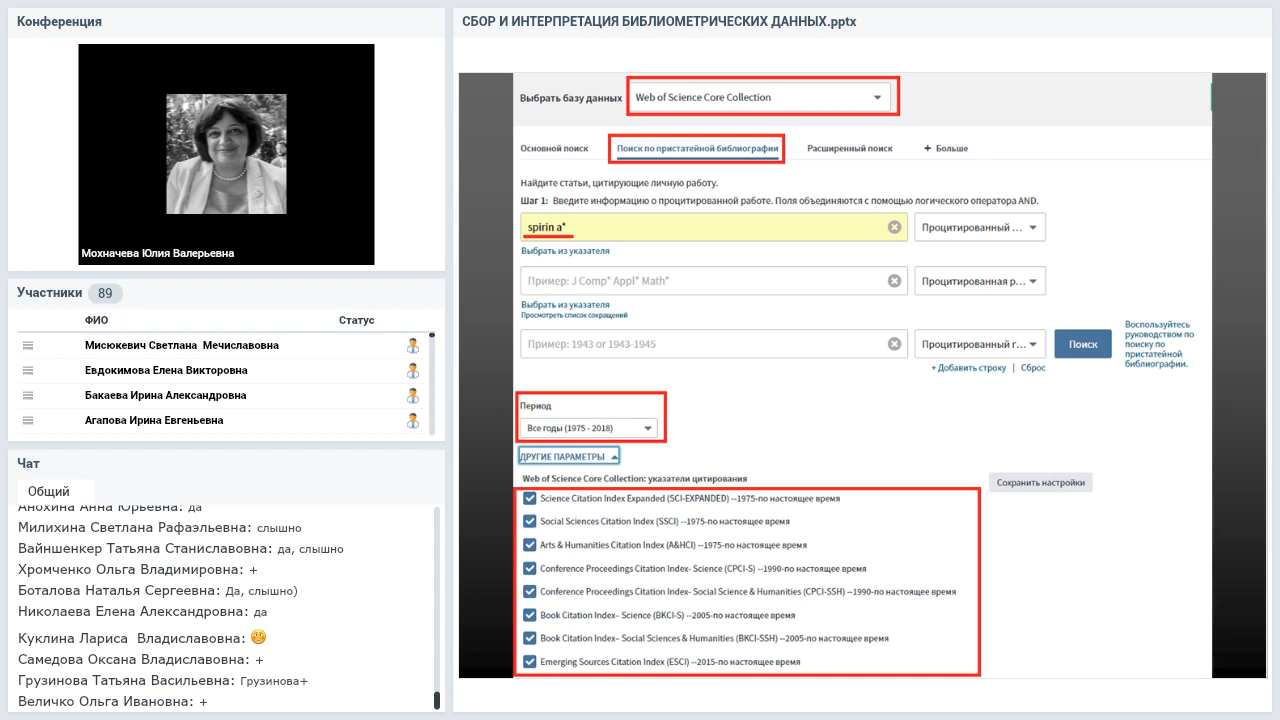 Конференция
Мохначева Юлия Валерьевна
Участники 89
ФИО Статус
Мисюкевич Светлана Мечиславовна
Евдокимова Елена Викторовна
Бакаева Ирина Александровна
Агапова Ирина Евгеньевна
Чат
Общий
Анохина Анна Юрьевна: да
Милихина Светлана Рафаэльевна: слышно
Вайншенкер Татьяна Станиславовна: да, слышно
Хромченко Ольга Владимировна: +
Боталова Наталья Сергеевна: Да, слышно)
Николаева Елена Александровна: да
Куклина Лариса Владиславовна:
Самедова Оксана Владиславовна: +
Грузинова Татьяна Васильевна: Грузинова+
Величко Ольга Ивановна: +
СБОР И ИНТЕРПРЕТАЦИЯ БИБЛИОМЕТРИЧЕСКИХ ДАННЫХ.pptx
Выбрать базу данных Web of Science Core Collection
Основной поиск Поиск по пристатейной библиографии Расширенный поиск + Больше
Найдите статьи, цитирующие личную работу.
Шаг 1: Введите информацию о процитированной работе. Поля объединяются с помощью логического оператора AND.
spirin a* Процитированный ...
Выбрать из указателя
Пример: J Comp* Appl* Math* Процитированная р...
Выбрать из указателя
Просмотреть список сокращений
Пример: 1943 or 1943-1945 Процитированный г... Поиск
Воспользуйтесь
руководством по
поиску по
пристатейной
библиографии.
+ Добавить строку | Сброс
Период
Все годы (1975 - 2018)
ДРУГИЕ ПАРАМЕТРЫ
Web of Science Core Collection: указатели цитирования
Сохранить настройки
Science Citation Index Expanded (SCI-EXPANDED) --1975-по настоящее время
Social Sciences Citation Index (SSCI) --1975-по настоящее время
Arts & Humanities Citation Index (A&HCI) --1975-по настоящее время
Conference Proceedings Citation Index- Science (CPCI-S) --1990-по настоящее время
Conference Proceedings Citation Index- Social Science & Humanities (CPCI-SSH) --1990-по настоящее время
Book Citation Index– Science (BKCI-S) --2005-по настоящее время
Book Citation Index– Social Sciences & Humanities (BKCI-SSH) --2005-по настоящее время
Emerging Sources Citation Index (ESCI) --2015-по настоящее время